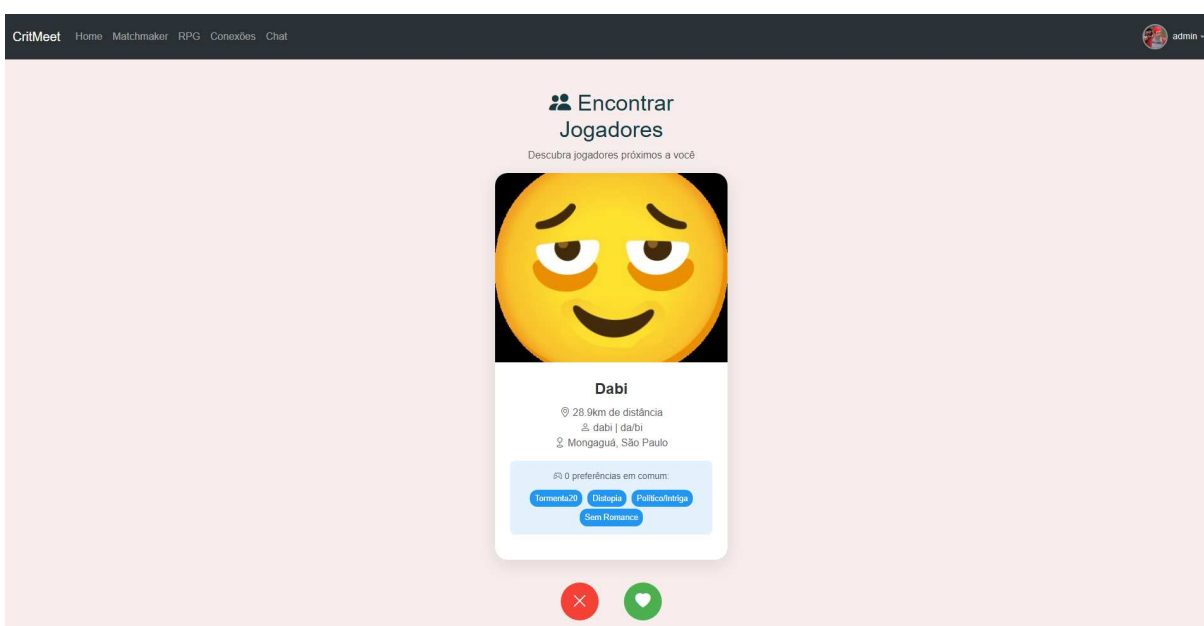 CritMeet Home Matchmaker RPG Conexões Chat
admin
Encontrar
Jogadores
Descubra jogadores próximos a você
Dabi
28.9km de distância
dabi | da/bi
Mongaguá, São Paulo
0 preferências em comum:
Tormenta20 Distopia Político/Intriga
Sem Romance